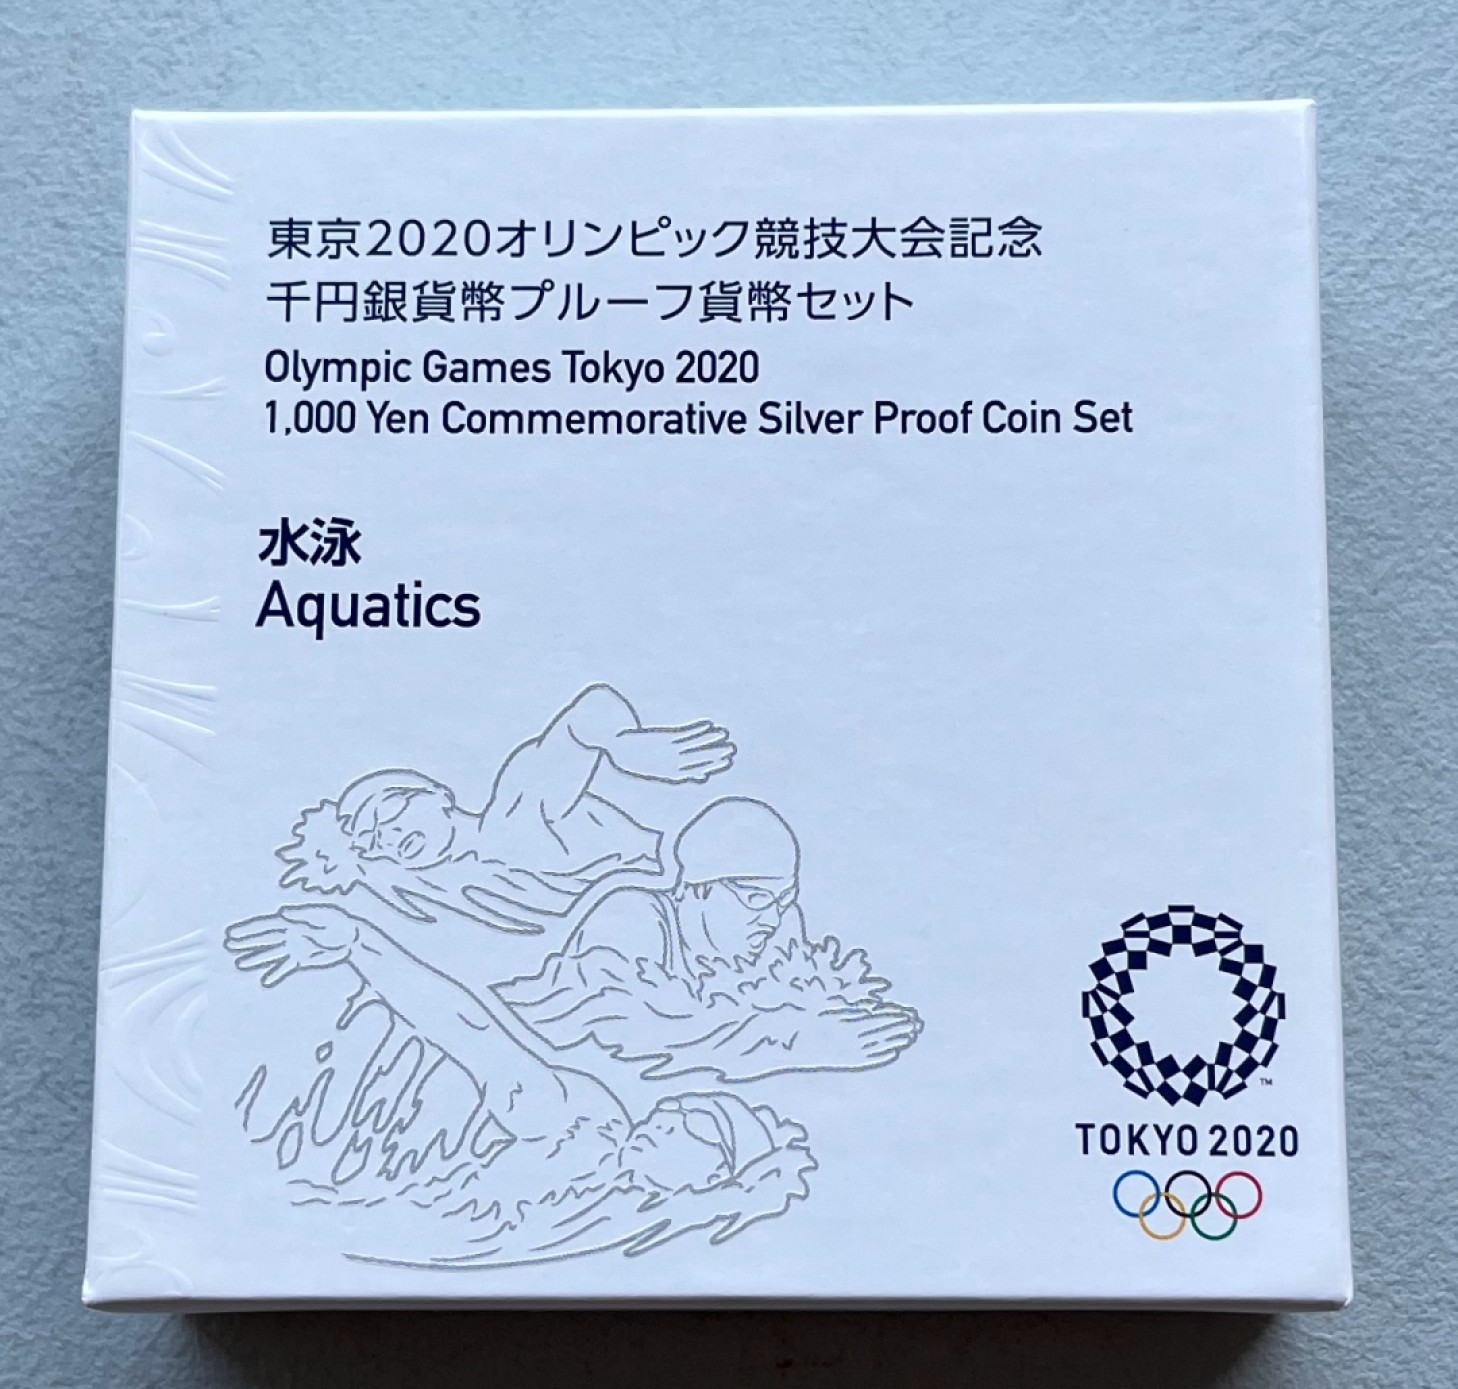 東京2020オリンピック競技大会記念
千円銀貨幣プルーフ貨幣セット
Olympic Games Tokyo 2020
1,000 Yen Commemorative Silver Proof Coin Set
水泳
Aquatics
TM
TOKYO 2020